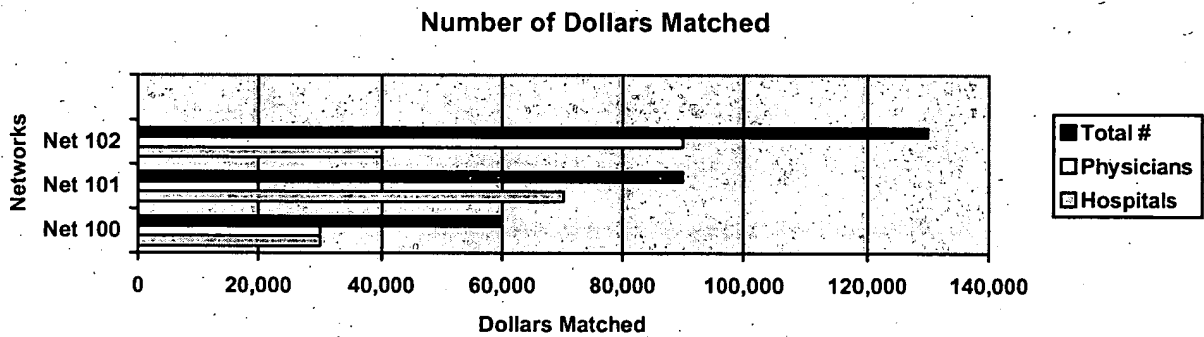 Number of Dollars Matched
Networks
Net 102
Net 101
Net 100
0 20,000 40,000 60,000 80,000 100,000 120,000 140,000
Dollars Matched
Total #
Physicians
Hospitals